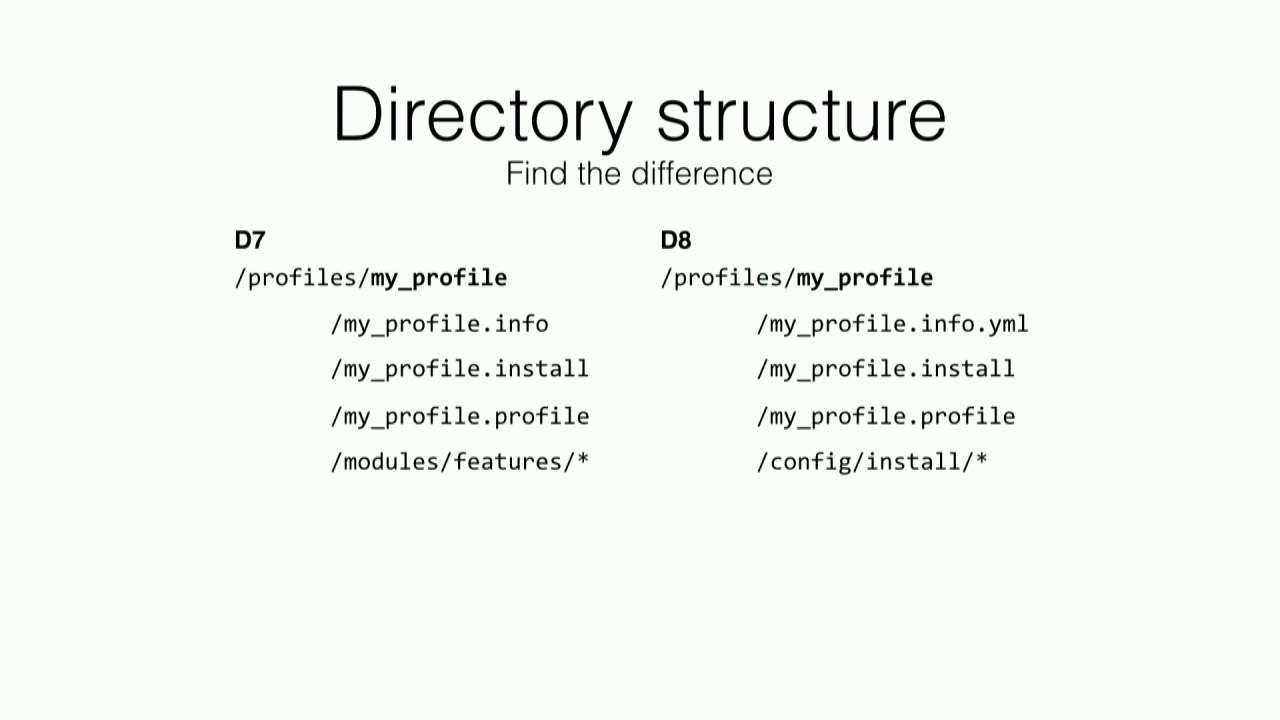 Directory structure
Find the difference
D7
/profiles/my_profile
/my_profile.info
/my_profile.install
/my_profile.profile
/modules/features/*
D8
/profiles/my_profile
/my_profile.info.yml
/my_profile.install
/my_profile.profile
/config/install/*